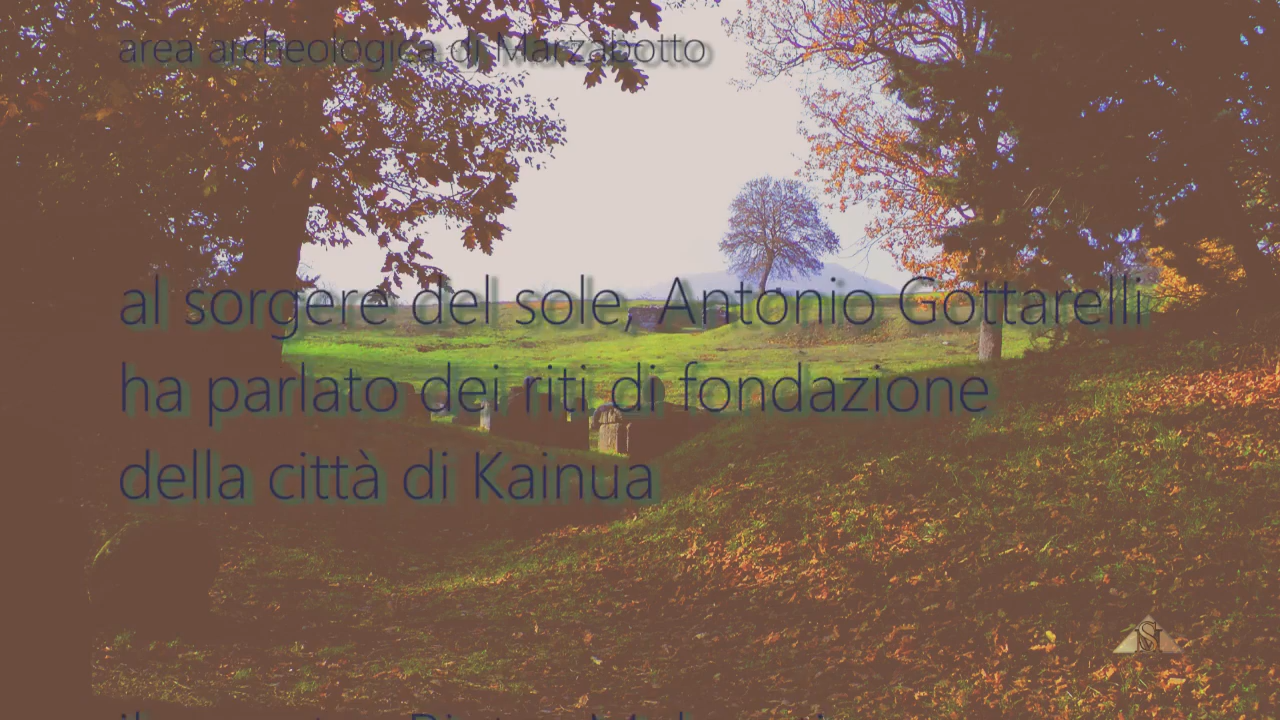 area archeologica di Marzabotto
al sorgere del sole, Antonio Gottarelli
ha parlato dei riti di fondazione
della città di Kainua